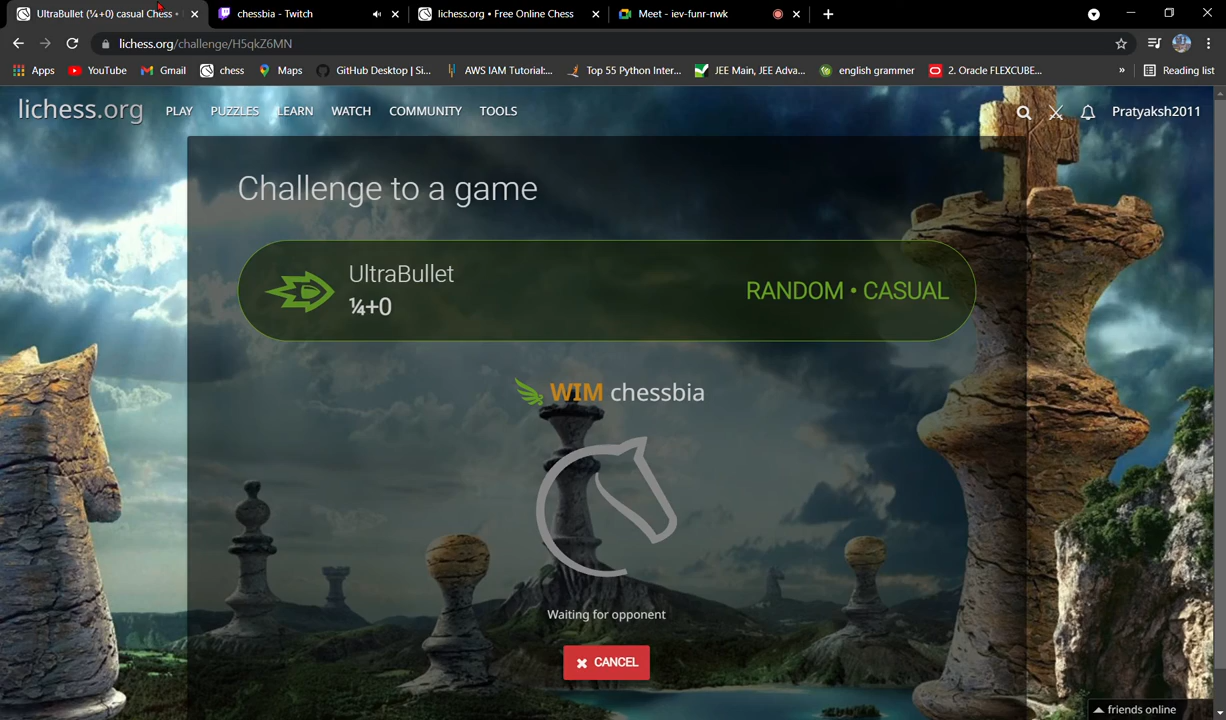 UltraBullet (¼+0) casual Chess •
chessbia - Twitch
lichess.org • Free Online Chess
Meet - iev-funr-nwk
lichess.org/challenge/H5qkZ6MN
Apps YouTube Gmail chess Maps GitHub Desktop | Si... AWS IAM Tutorial:... Top 55 Python Inter... JEE Main, JEE Adva... english grammer 2. Oracle FLEXCUBE... » Reading list
lichess.org PLAY PUZZLES LEARN WATCH COMMUNITY TOOLS Pratyaksh2011
Challenge to a game
UltraBullet
¼+0
RANDOM • CASUAL
WIM chessbia
Waiting for opponent
CANCEL
friends online